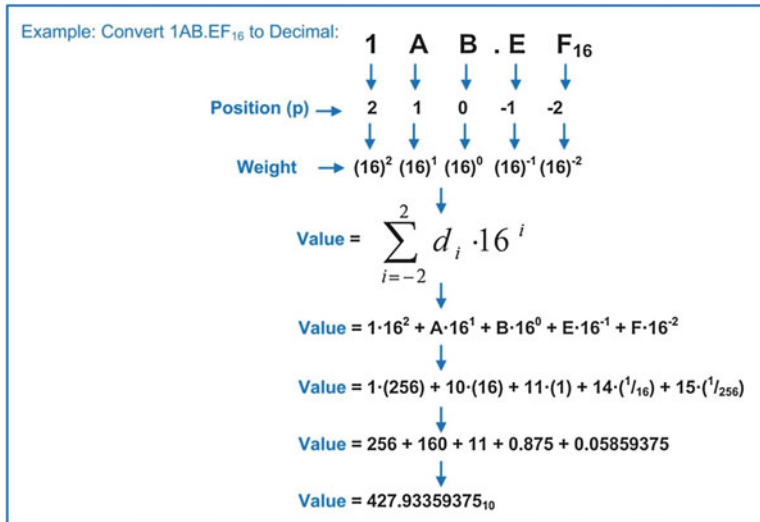 Example: Convert 1AB.EF₁₆ to Decimal:
1 A B . E F₁₆
Position (p) → 2 1 0 -1 -2
Weight → (16)² (16)¹ (16)⁰ (16)⁻¹ (16)⁻²
2
Value = ∑ dᵢ ·16ⁱ
i=−2
Value = 1·16² + A·16¹ + B·16⁰ + E·16⁻¹ + F·16⁻²
Value = 1·(256) + 10·(16) + 11·(1) + 14·(¹/₁₆) + 15·(¹/₂₅₆)
Value = 256 + 160 + 11 + 0.875 + 0.05859375
Value = 427.93359375₁₀